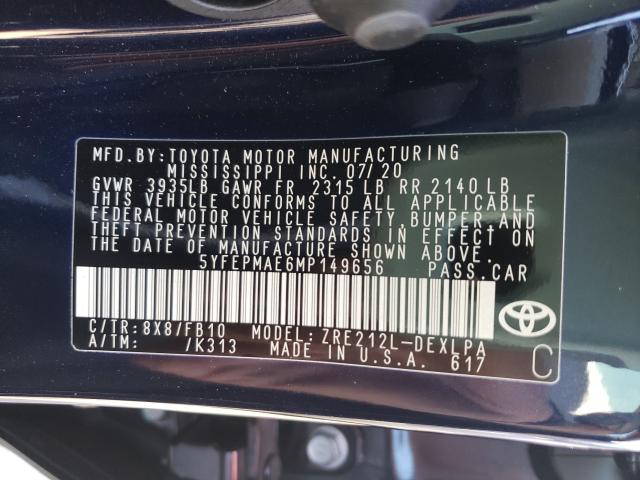 MFD.BY:TOYOTA MOTOR MANUFACTURING
MISSISSIPPI INC. 07/20
GVWR 3935LB GAWR FR 2315 LB RR 2140 LB
THIS VEHICLE CONFORMS TO ALL APPLICABLE
FEDERAL MOTOR VEHICLE SAFETY, BUMPER, AND
THEFT PREVENTION STANDARDS IN EFFECT ON
THE DATE OF MANUFACTURE SHOWN ABOVE.
5YFEPMAE6MP149656 PASS.CAR
C/TR:8X8/FB10 MODEL:ZRE212L-DEXLPA
A/TM: /K313 MADE IN U.S.A. 617
C